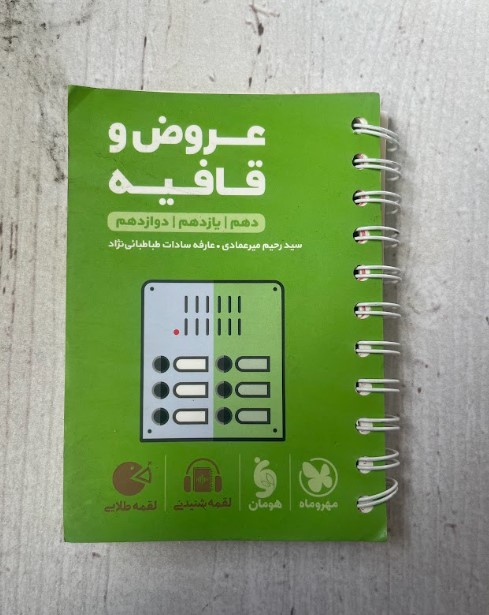 عروض و
قافیه
دهم | یازدهم | دوازدهم
سید رحیم میرعمادی • عارفه سادات طباطبائی‌نژاد
مهروماه | هومان | لقمه شنیدنی | لقمه طلایی